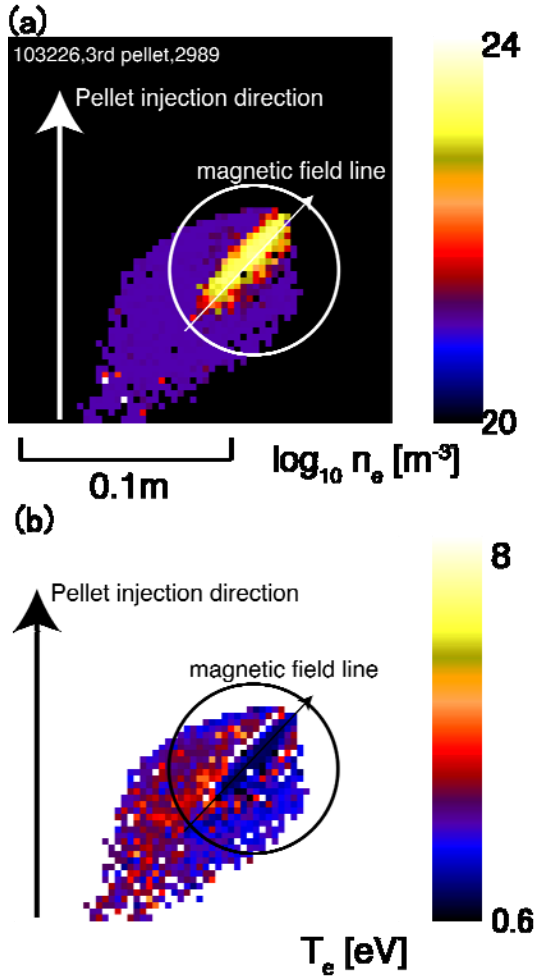 (a)
103226,3rd pellet,2989
24
Pellet injection direction
magnetic field line
20
0.1m
log₁₀ nₑ [m⁻³]
(b)
8
Pellet injection direction
magnetic field line
0.6
Tₑ [eV]